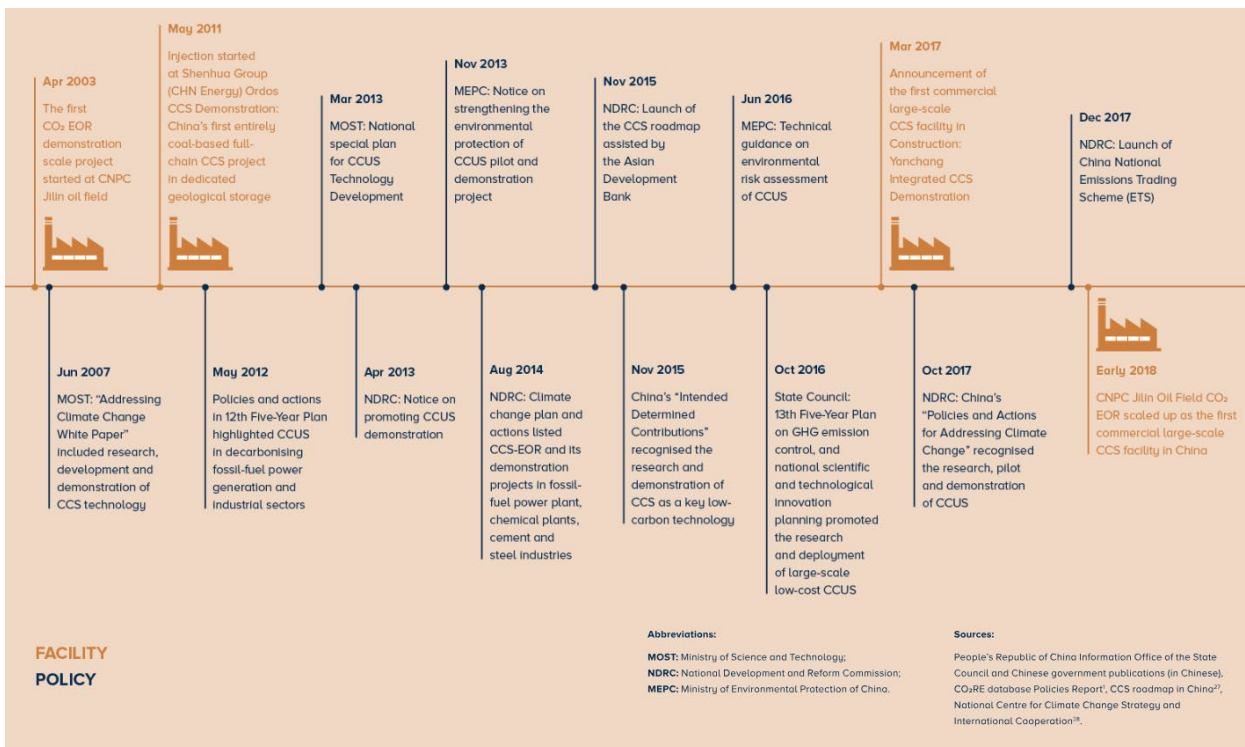 Apr 2003
The first
CO₂ EOR
demonstration
scale project
started at CNPC
Jilin oil field
May 2011
Injection started
at Shenhua Group
(CHN Energy) Ordos
CCS Demonstration:
China's first entirely
coal-based full-
chain CCS project
in dedicated
geological storage
Mar 2013
MOST: National
special plan
for CCUS
Technology
Development
Nov 2013
MEPC: Notice on
strengthening the
environmental
protection of
CCUS pilot and
demonstration
project
Nov 2015
NDRC: Launch of
the CCS roadmap
assisted by
the Asian
Development
Bank
Jun 2016
MEPC: Technical
guidance on
environmental
risk assessment
of CCUS
Mar 2017
Announcement of
the first commercial
large-scale
CCS facility in
Construction:
Yanchang
Integrated CCS
Demonstration
Dec 2017
NDRC: Launch of
China National
Emissions Trading
Scheme (ETS)
Jun 2007
MOST: "Addressing
Climate Change
White Paper"
included research,
development and
demonstration of
CCS technology
May 2012
Policies and actions
in 12th Five-Year Plan
highlighted CCUS
in decarbonising
fossil-fuel power
generation and
industrial sectors
Apr 2013
NDRC: Notice on
promoting CCUS
demonstration
Aug 2014
NDRC: Climate
change plan and
actions listed
CCS-EOR and its
demonstration
projects in fossil-
fuel power plant,
chemical plants,
cement and
steel industries
Nov 2015
China's "Intended
Determined
Contributions"
recognised the
research and
demonstration of
CCS as a key low-
carbon technology
Oct 2016
State Council:
13th Five-Year Plan
on GHG emission
control, and
national scientific
and technological
innovation
planning promoted
the research
and deployment
of large-scale
low-cost CCUS
Oct 2017
NDRC: China's
"Policies and Actions
for Addressing Climate
Change" recognised
the research, pilot
and demonstration
of CCUS
Early 2018
CNPC Jilin Oil Field CO₂
EOR scaled up as the first
commercial large-scale
CCS facility in China
FACILITY
POLICY
Abbreviations:
MOST: Ministry of Science and Technology;
NDRC: National Development and Reform Commission;
MEPC: Ministry of Environmental Protection of China.
Sources:
People's Republic of China Information Office of the State
Council and Chinese government publications (in Chinese),
CO₂RE database Policies Report¹, CCS roadmap in China²⁷,
National Centre for Climate Change Strategy and
International Cooperation²⁸.